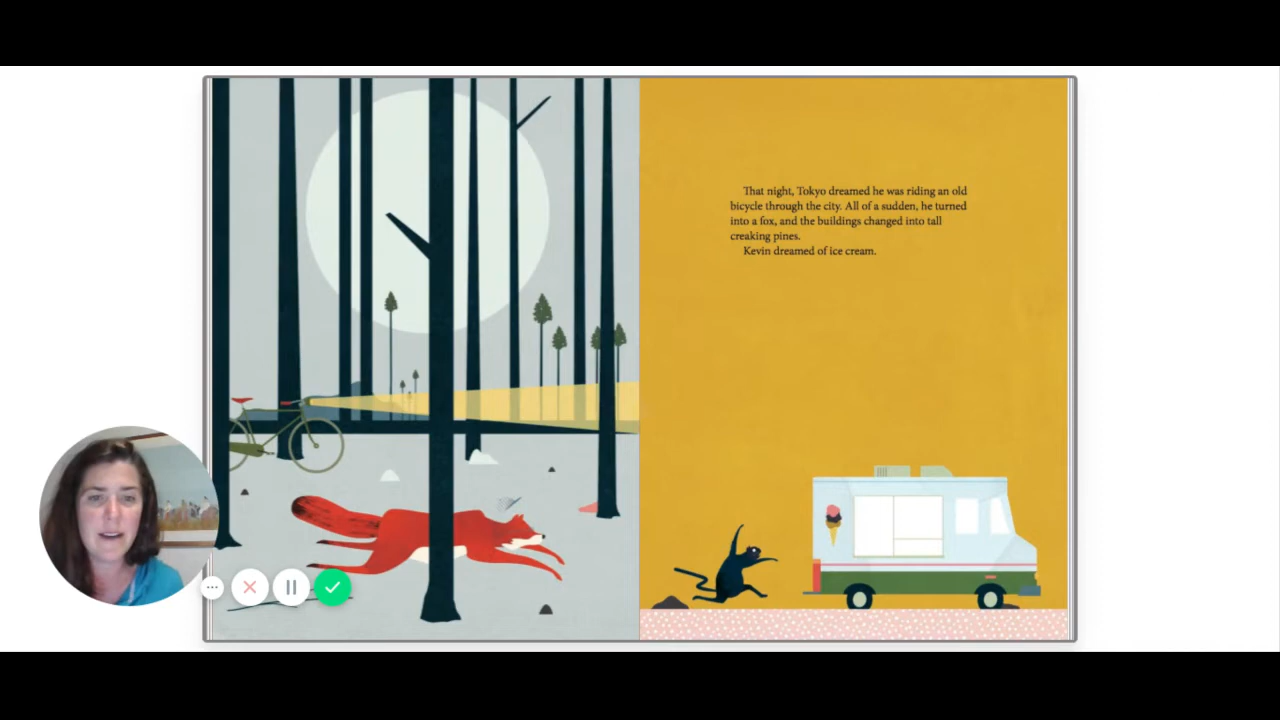 That night, Tokyo dreamed he was riding an old
bicycle through the city. All of a sudden, he turned
into a fox, and the buildings changed into tall
creaking pines.
Kevin dreamed of ice cream.